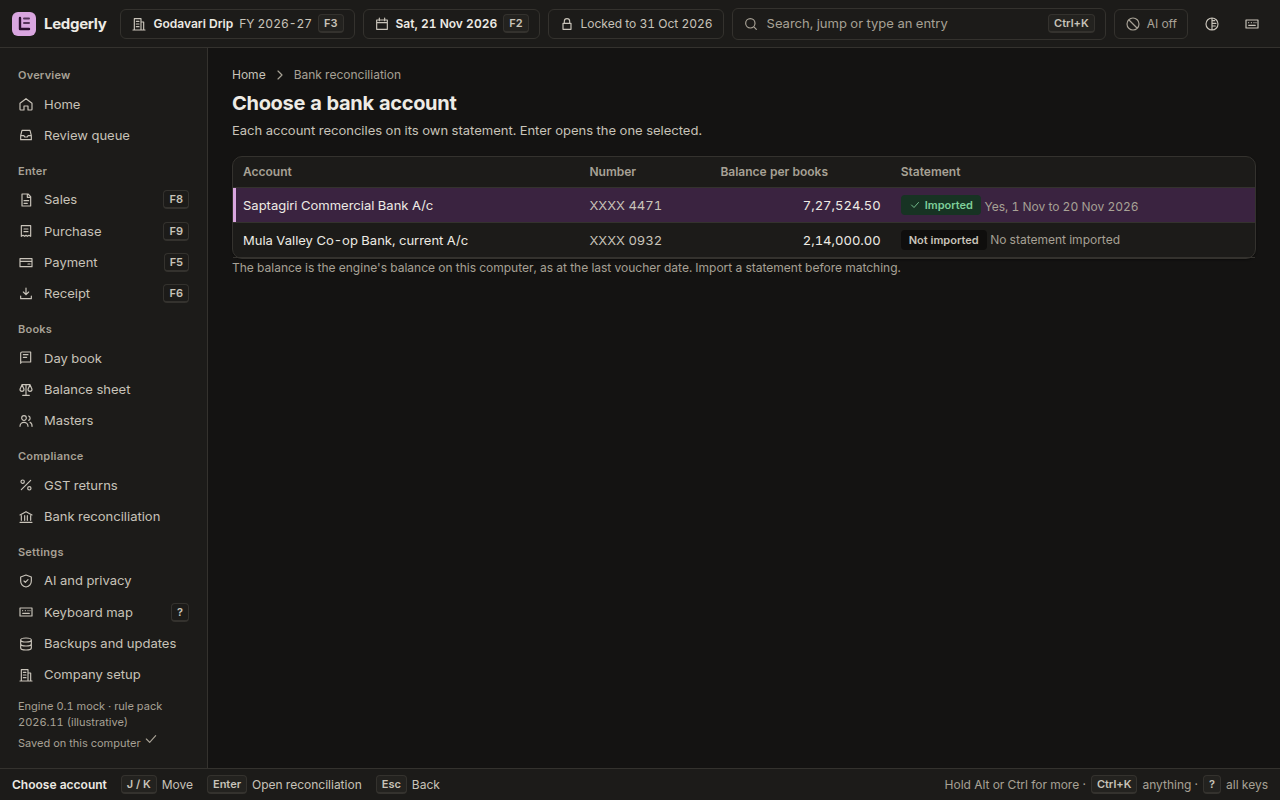 Ledgerly
Godavari Drip FY 2026-27 F3
Sat, 21 Nov 2026 F2
Locked to 31 Oct 2026
Search, jump or type an entry Ctrl+K
AI off
Overview
Home
Review queue
Enter
Sales F8
Purchase F9
Payment F5
Receipt F6
Books
Day book
Balance sheet
Masters
Compliance
GST returns
Bank reconciliation
Settings
AI and privacy
Keyboard map ?
Backups and updates
Company setup
Engine 0.1 mock · rule pack
2026.11 (illustrative)
Saved on this computer
Home Bank reconciliation
Choose a bank account
Each account reconciles on its own statement. Enter opens the one selected.
Account Number Balance per books Statement
Saptagiri Commercial Bank A/c XXXX 4471 7,27,524.50 Imported Yes, 1 Nov to 20 Nov 2026
Mula Valley Co-op Bank, current A/c XXXX 0932 2,14,000.00 Not imported No statement imported
The balance is the engine's balance on this computer, as at the last voucher date. Import a statement before matching.
Choose account J / K Move Enter Open reconciliation Esc Back
Hold Alt or Ctrl for more · Ctrl+K anything · ? all keys